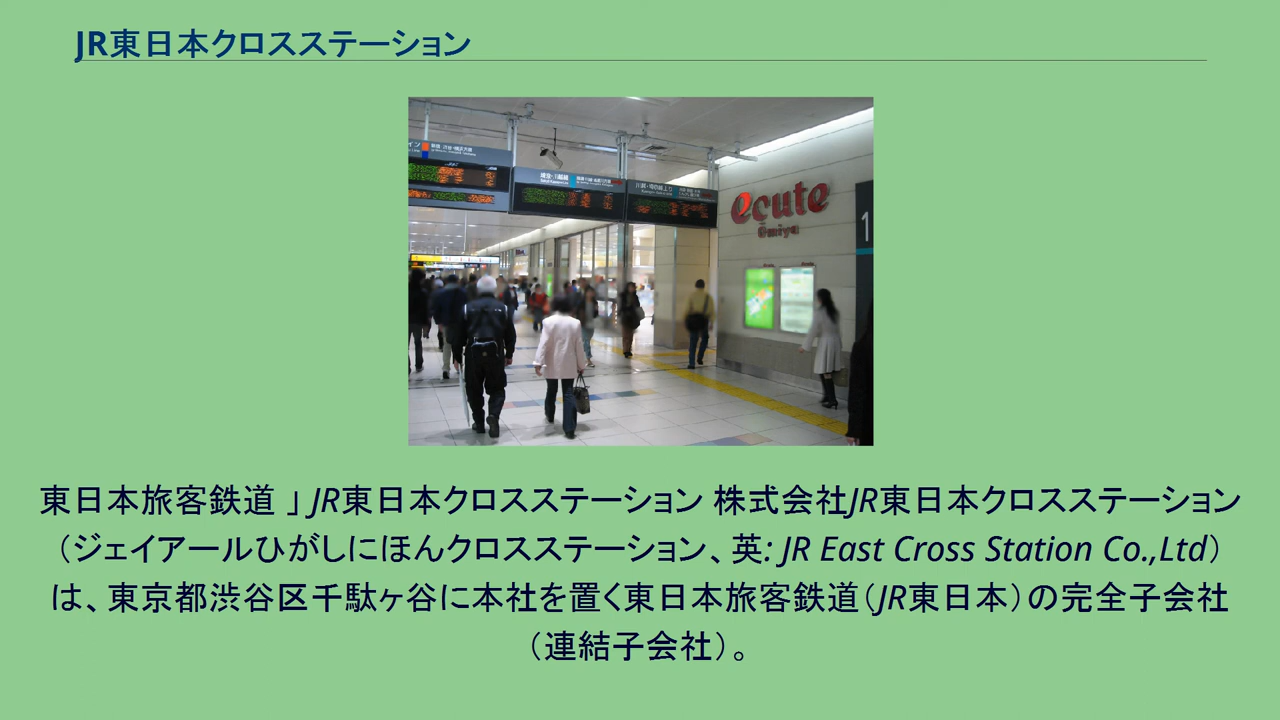 JR東日本クロスステーション
ecute
Omiya
1
東日本旅客鉄道 」 JR東日本クロスステーション 株式会社JR東日本クロスステーション
（ジェイアールひがしにほんクロスステーション、英: JR East Cross Station Co.,Ltd）
は、東京都渋谷区千駄ヶ谷に本社を置く東日本旅客鉄道（JR東日本）の完全子会社
（連結子会社）。